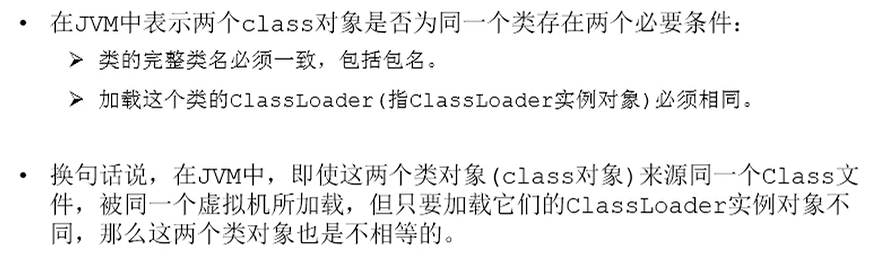 • 在JVM中表示两个class对象是否为同一个类存在两个必要条件：
➢ 类的完整类名必须一致，包括包名。
➢ 加载这个类的ClassLoader(指ClassLoader实例对象)必须相同。
• 换句话说，在JVM中，即使这两个类对象(class对象)来源同一个Class文
件，被同一个虚拟机所加载，但只要加载它们的ClassLoader实例对象不
同，那么这两个类对象也是不相等的。